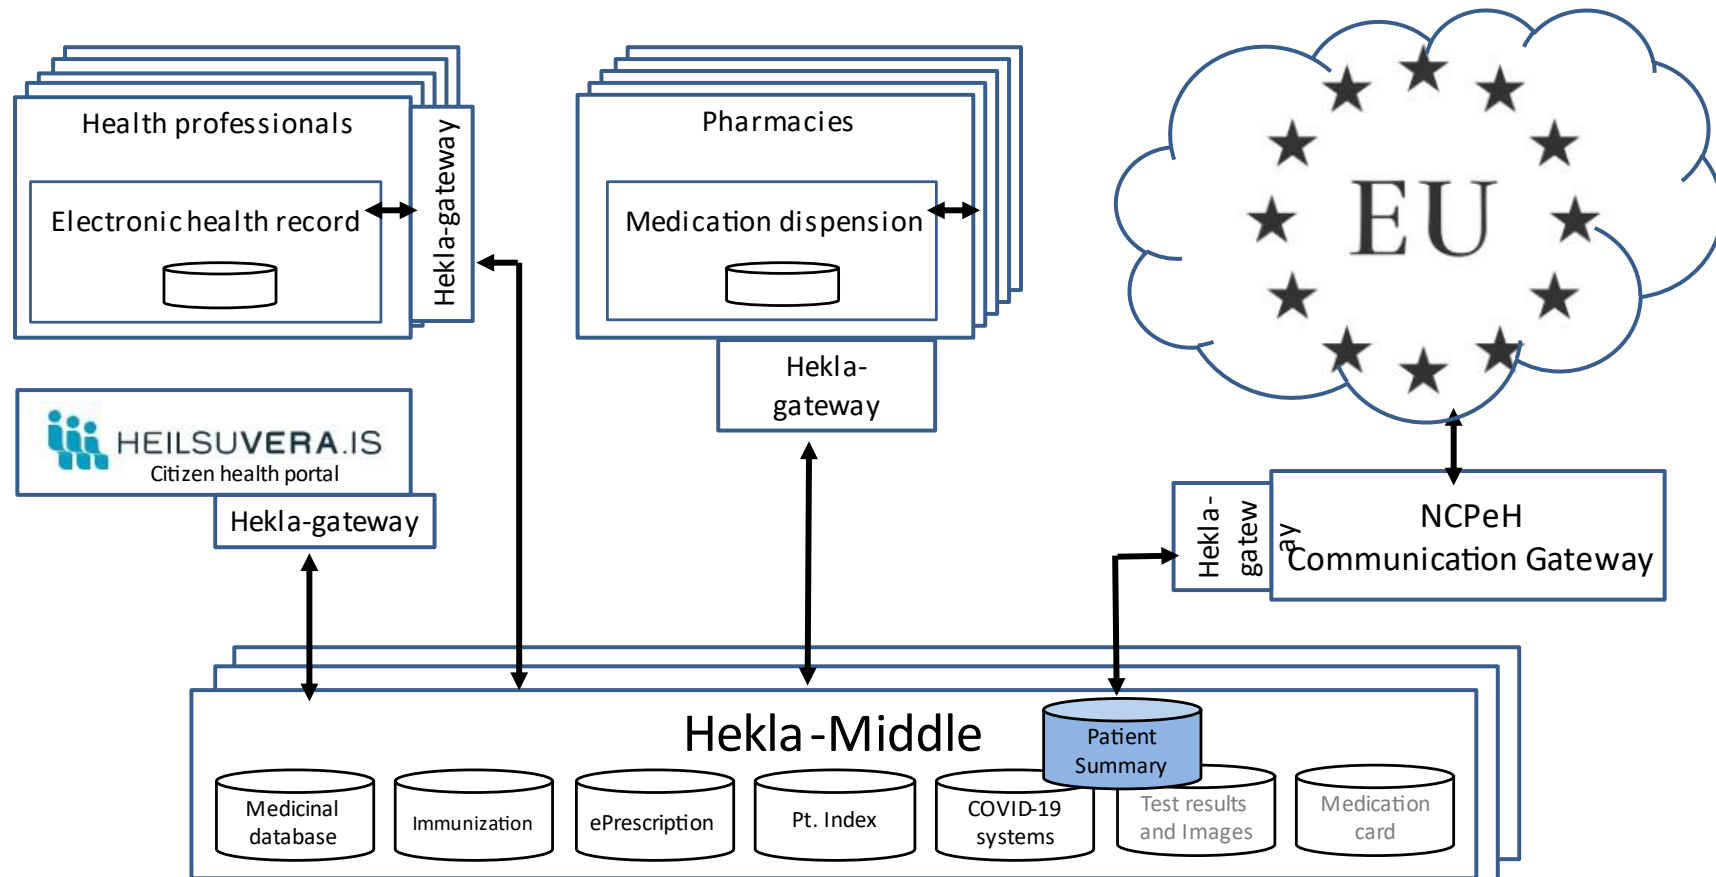 Health professionals
Electronic health record
Hekla-gateway
Pharmacies
Medication dispension
Hekla-
gateway
EU
HEILSUVERA.IS
Citizen health portal
Hekla-gateway
Hekla-
gatew
ay
NCPeH
Communication Gateway
Hekla-Middle
Patient
Summary
Medicinal
database
Immunization
ePrescription
Pt. Index
COVID-19
systems
Test results
and Images
Medication
card